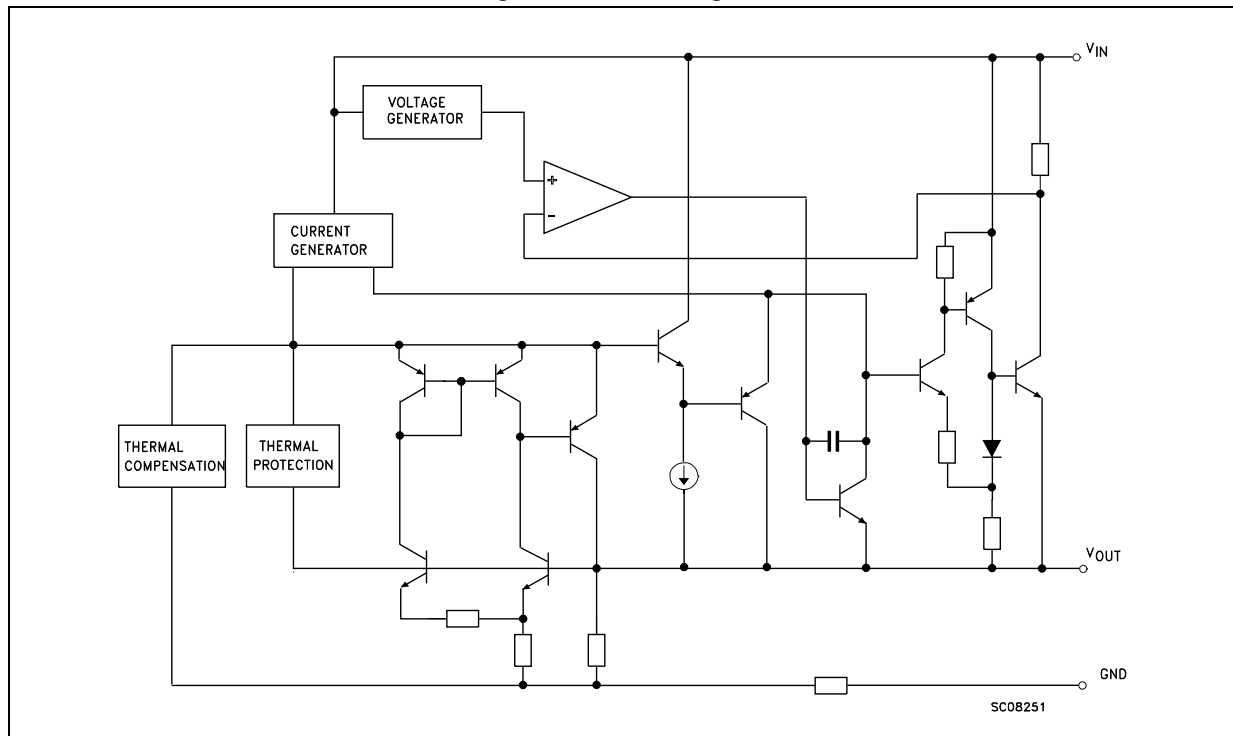 VIN
VOLTAGE
GENERATOR
+
-
CURRENT
GENERATOR
THERMAL
COMPENSATION
THERMAL
PROTECTION
VOUT
GND
SC08251